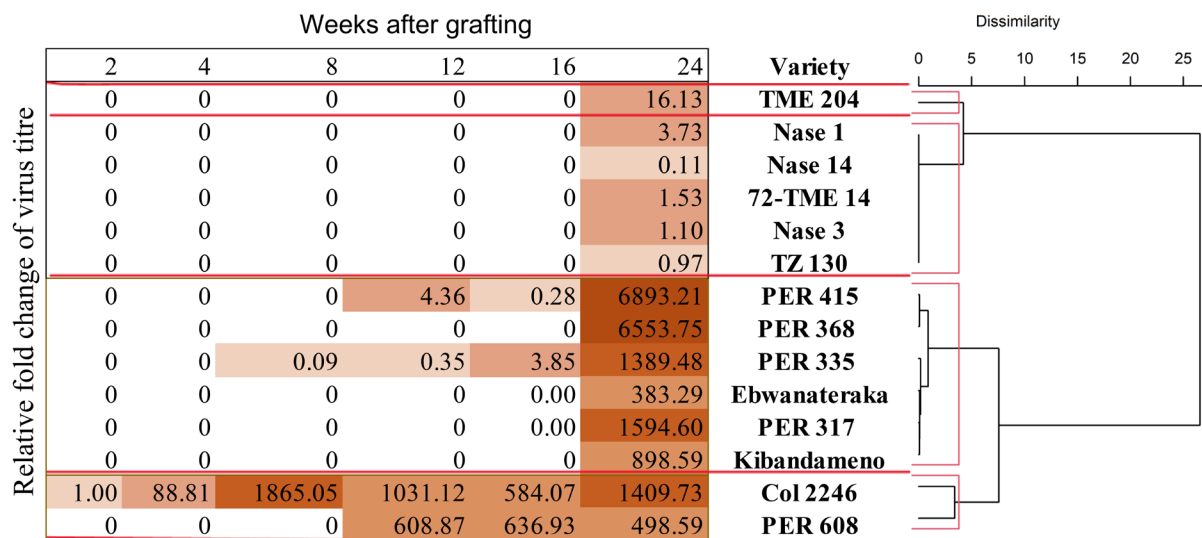 Weeks after grafting
Dissimilarity
2 4 8 12 16 24 Variety 0 5 10 15 20 25
Relative fold change of virus titre
0 0 0 0 0 16.13 TME 204
0 0 0 0 0 3.73 Nase 1
0 0 0 0 0 0.11 Nase 14
0 0 0 0 0 1.53 72-TME 14
0 0 0 0 0 1.10 Nase 3
0 0 0 0 0 0.97 TZ 130
0 0 0 4.36 0.28 6893.21 PER 415
0 0 0 0 0 6553.75 PER 368
0 0 0.09 0.35 3.85 1389.48 PER 335
0 0 0 0 0.00 383.29 Ebwanateraka
0 0 0 0 0.00 1594.60 PER 317
0 0 0 0 0 898.59 Kibandameno
1.00 88.81 1865.05 1031.12 584.07 1409.73 Col 2246
0 0 0 608.87 636.93 498.59 PER 608